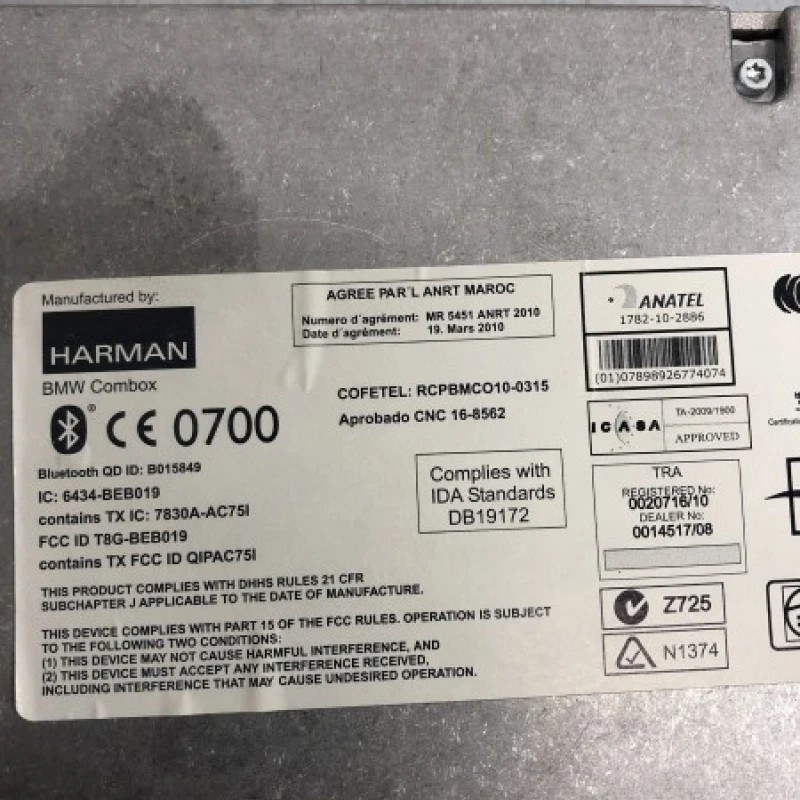 Manufactured by:
HARMAN
BMW Combox
CE 0700
Bluetooth QD ID: B015849
IC: 6434-BEB019
contains TX IC: 7830A-AC75I
FCC ID T8G-BEB019
contains TX FCC ID QIPAC75I
THIS PRODUCT COMPLIES WITH DHHS RULES 21 CFR
SUBCHAPTER J APPLICABLE TO THE DATE OF MANUFACTURE.
THIS DEVICE COMPLIES WITH PART 15 OF THE FCC RULES. OPERATION IS SUBJECT
TO THE FOLLOWING TWO CONDITIONS:
(1) THIS DEVICE MAY NOT CAUSE HARMFUL INTERFERENCE, AND
(2) THIS DEVICE MUST ACCEPT ANY INTERFERENCE RECEIVED,
INCLUDING INTERFERENCE THAT MAY CAUSE UNDESIRED OPERATION.
AGREE PAR'L ANRT MAROC
Numero d'agrément: MR 5451 ANRT 2010
Date d'agrément: 19. Mars 2010
COFETEL: RCPBMCO10-0315
Aprobado CNC 16-8562
Complies with
IDA Standards
DB19172
ANATEL
1782-10-2886
(01)07898926774074
ICASA
TA-2009/1800
APPROVED
TRA
REGISTERED No:
0020716/10
DEALER No:
0014517/08
Z725
N1374